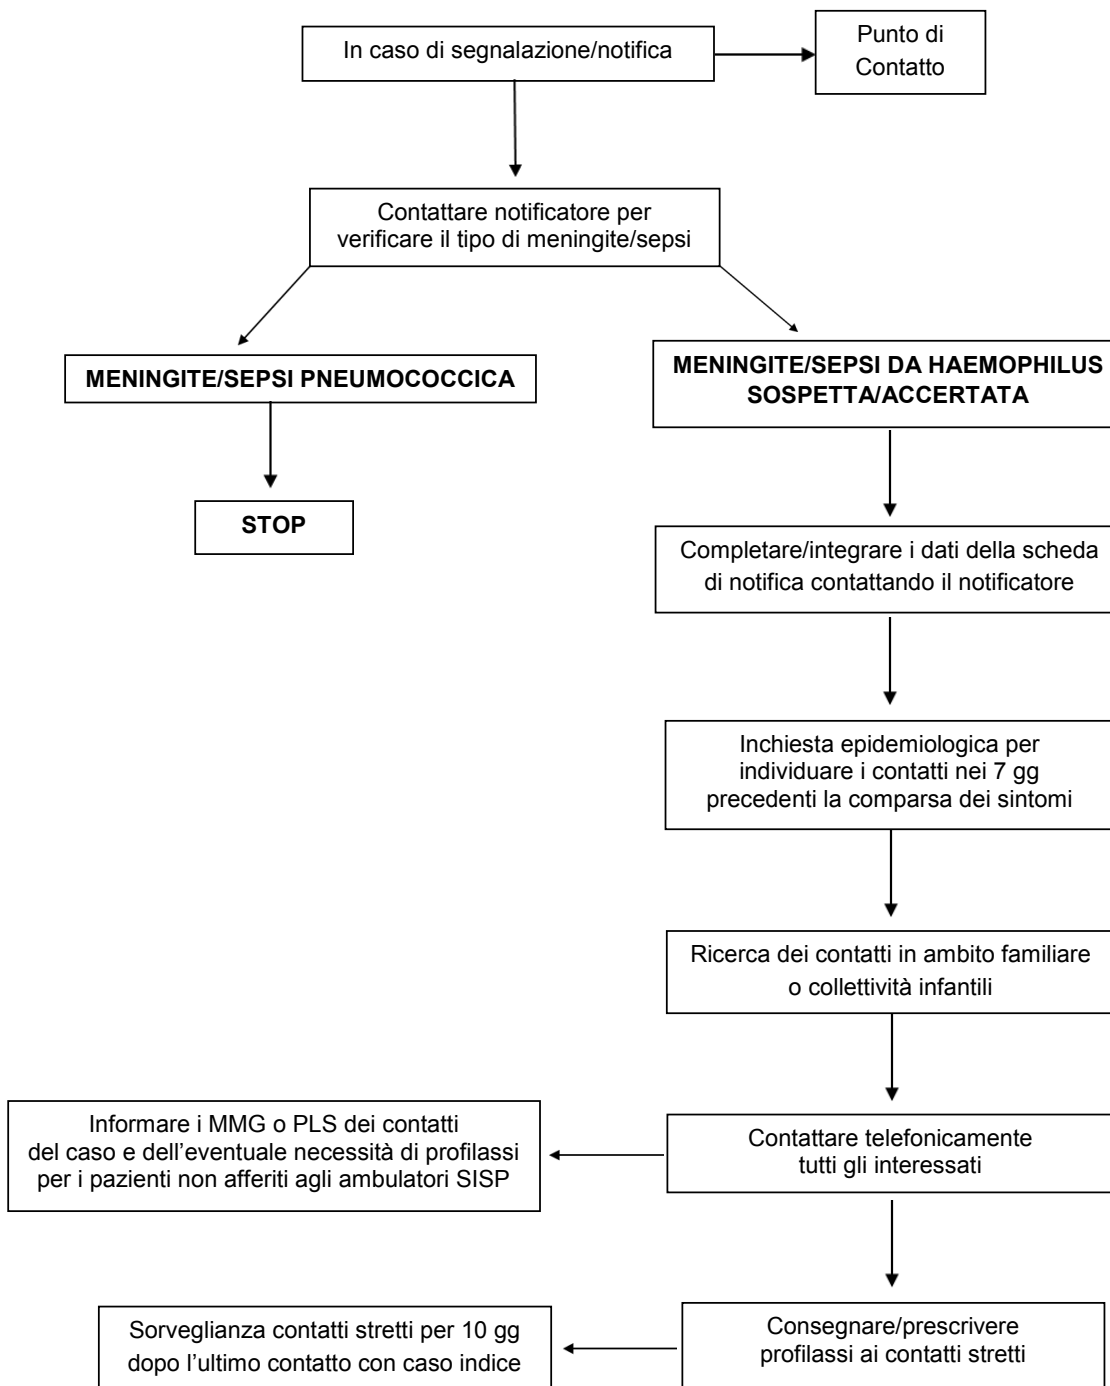 In caso di segnalazione/notifica
Punto di
Contatto
Contattare notificatore per
verificare il tipo di meningite/sepsi
MENINGITE/SEPSI PNEUMOCOCCICA
MENINGITE/SEPSI DA HAEMOPHILUS
SOSPETTA/ACCERTATA
STOP
Completare/integrare i dati della scheda
di notifica contattando il notificatore
Inchiesta epidemiologica per
individuare i contatti nei 7 gg
precedenti la comparsa dei sintomi
Ricerca dei contatti in ambito familiare
o collettività infantili
Informare i MMG o PLS dei contatti
del caso e dell’eventuale necessità di profilassi
per i pazienti non afferiti agli ambulatori SISP
Contattare telefonicamente
tutti gli interessati
Sorveglianza contatti stretti per 10 gg
dopo l’ultimo contatto con caso indice
Consegnare/prescrivere
profilassi ai contatti stretti